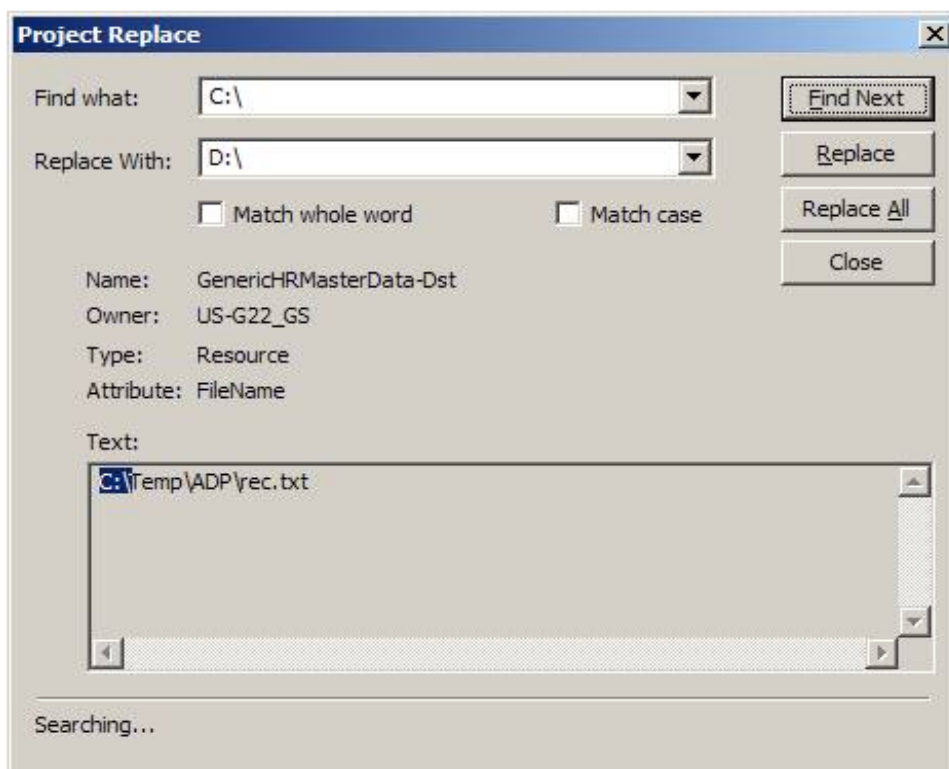 Project Replace
Find what: C:\
Find Next
Replace With: D:\
Replace
Match whole word Match case
Replace All
Close
Name: GenericHRMasterData-Dst
Owner: US-G22_GS
Type: Resource
Attribute: FileName
Text:
C:\Temp\ADP\rec.txt
Searching...